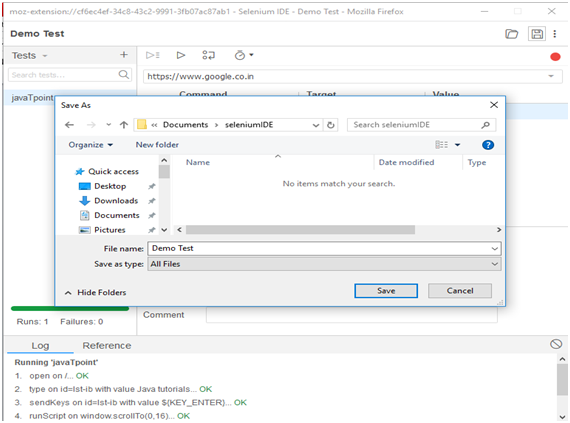 moz-extension://cf6ec4ef-34c8-43c2-9991-3fb07ac87ab1 - Selenium IDE - Demo Test - Mozilla Firefox
Demo Test
Tests
Search tests...
https://www.google.co.in
javaTpoint
Command Target Value
Save As
« Documents › seleniumIDE
Search seleniumIDE
Organize New folder
Quick access
Desktop
Downloads
Documents
Pictures
Name Date modified Type
No items match your search.
File name: Demo Test
Save as type: All Files
Hide Folders
Save Cancel
Runs: 1 Failures: 0
Comment
Log Reference
Running 'javaTpoint'
1. open on /... OK
2. type on id=lst-ib with value Java tutorials... OK
3. sendKeys on id=lst-ib with value ${KEY_ENTER}... OK
4. runScript on window.scrollTo(0,16)... OK